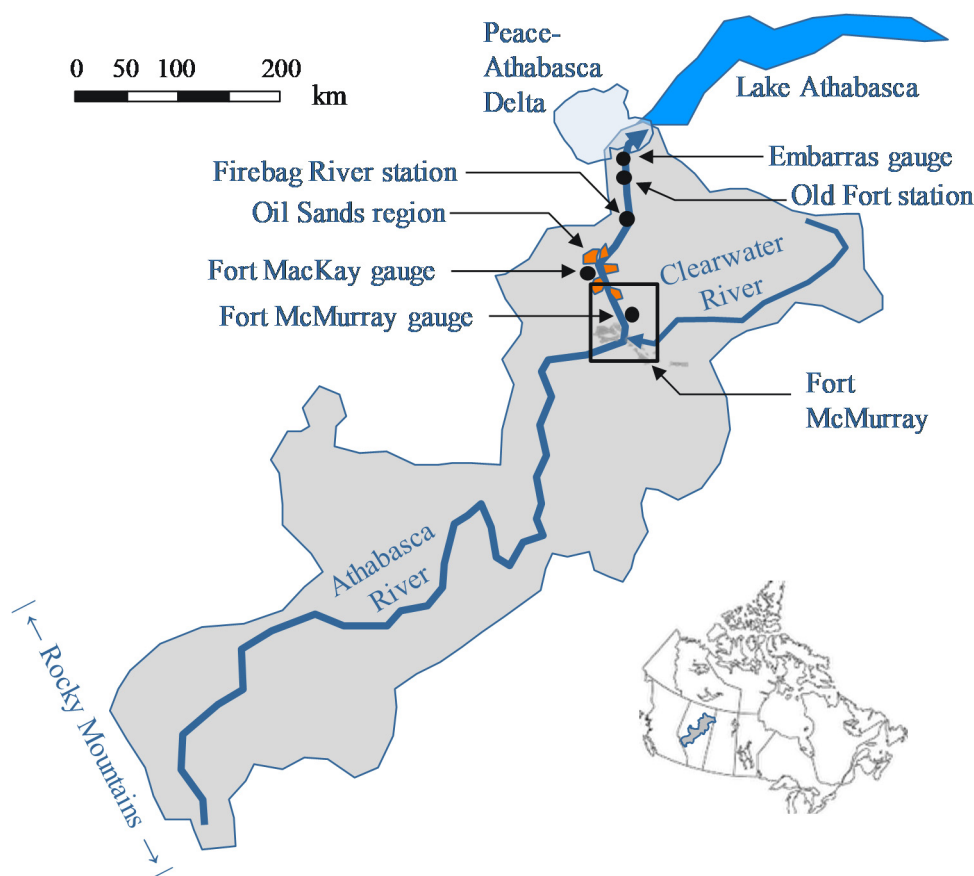 Peace-
Athabasca
Delta
0 50 100 200
km
Lake Athabasca
Embarras gauge
Firebag River station
Old Fort station
Oil Sands region
Clearwater
River
Fort MacKay gauge
Fort McMurray gauge
Fort
McMurray
Athabasca
River
|← Rocky Mountains →|